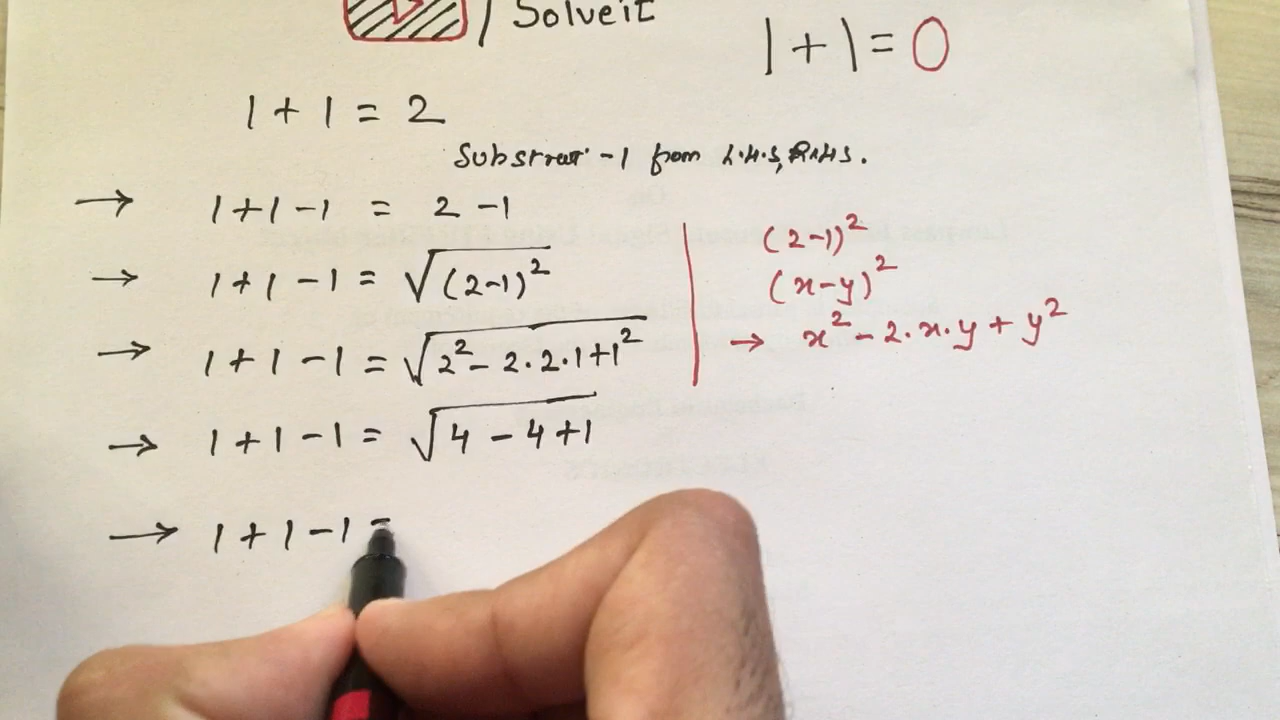 / Solveit
1 + 1 = 0
1 + 1 = 2
Substract -1 from L.H.S, R.H.S.
→ 1 + 1 - 1 = 2 - 1
→ 1 + 1 - 1 = √(2-1)²
→ 1 + 1 - 1 = √2² - 2·2·1 + 1²
→ 1 + 1 - 1 = √4 - 4 + 1
→ 1 + 1 - 1 =
(2-1)²
(x-y)²
→ x² - 2·x·y + y²